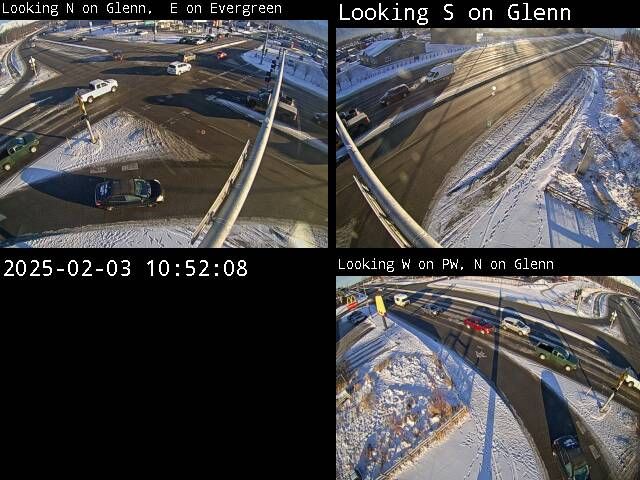 Looking N on Glenn,  E on Evergreen
Looking S on Glenn
2025-02-03 10:52:08
Looking W on PW, N on Glenn